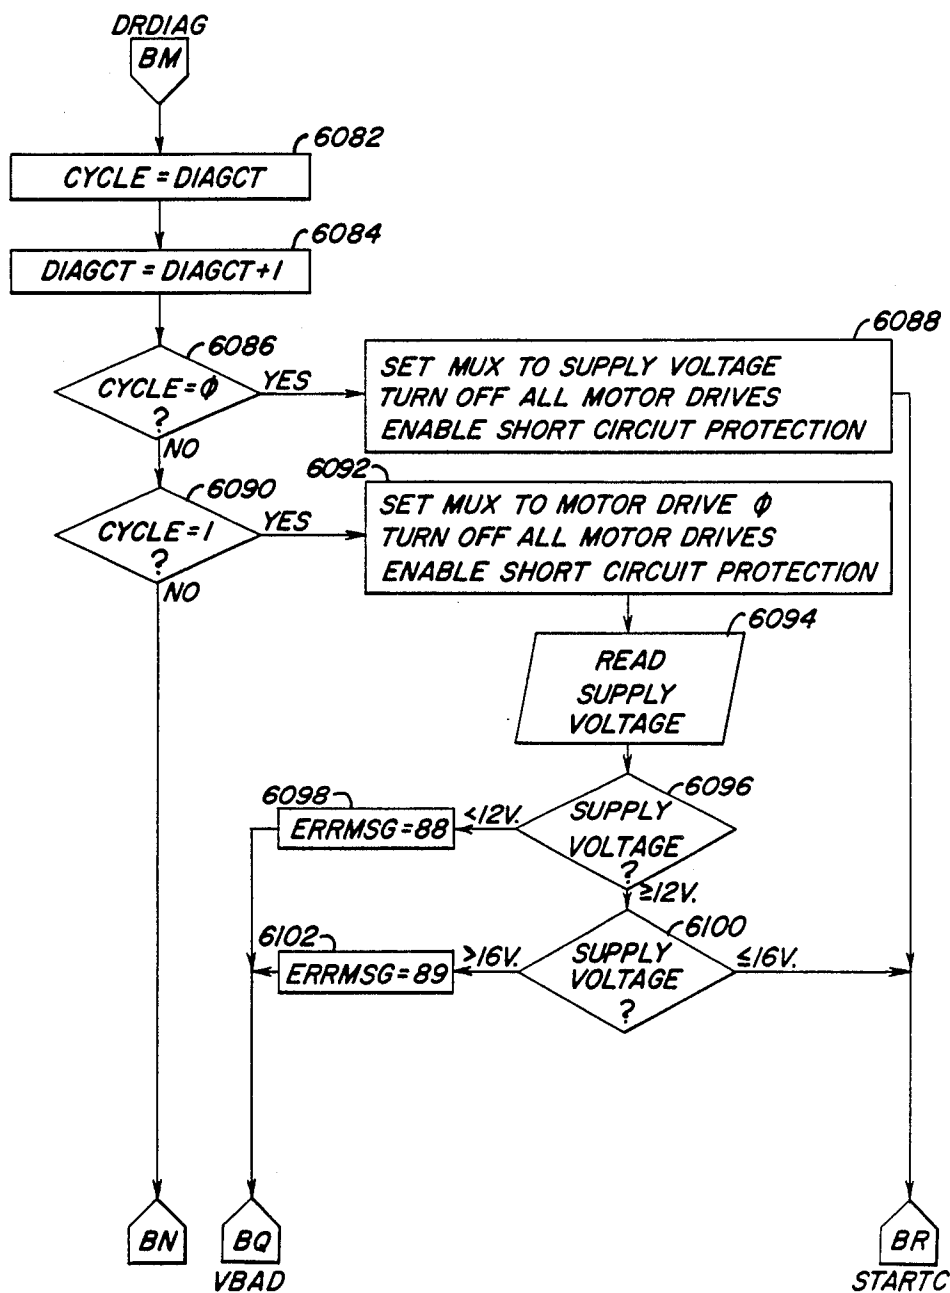 DRDIAG
BM
6082
CYCLE = DIAGCT
6084
DIAGCT = DIAGCT+1
6086
CYCLE=φ
?
YES
NO
6088
SET MUX TO SUPPLY VOLTAGE
TURN OFF ALL MOTOR DRIVES
ENABLE SHORT CIRCIUT PROTECTION
6090
CYCLE=1
?
YES
NO
6092
SET MUX TO MOTOR DRIVE φ
TURN OFF ALL MOTOR DRIVES
ENABLE SHORT CIRCUIT PROTECTION
6094
READ
SUPPLY
VOLTAGE
6096
SUPPLY
VOLTAGE
?
<12V.
≥12V.
6098
ERRMSG=88
6100
SUPPLY
VOLTAGE
?
>16V.
≤16V.
6102
ERRMSG=89
BN
BQ
VBAD
BR
STARTC